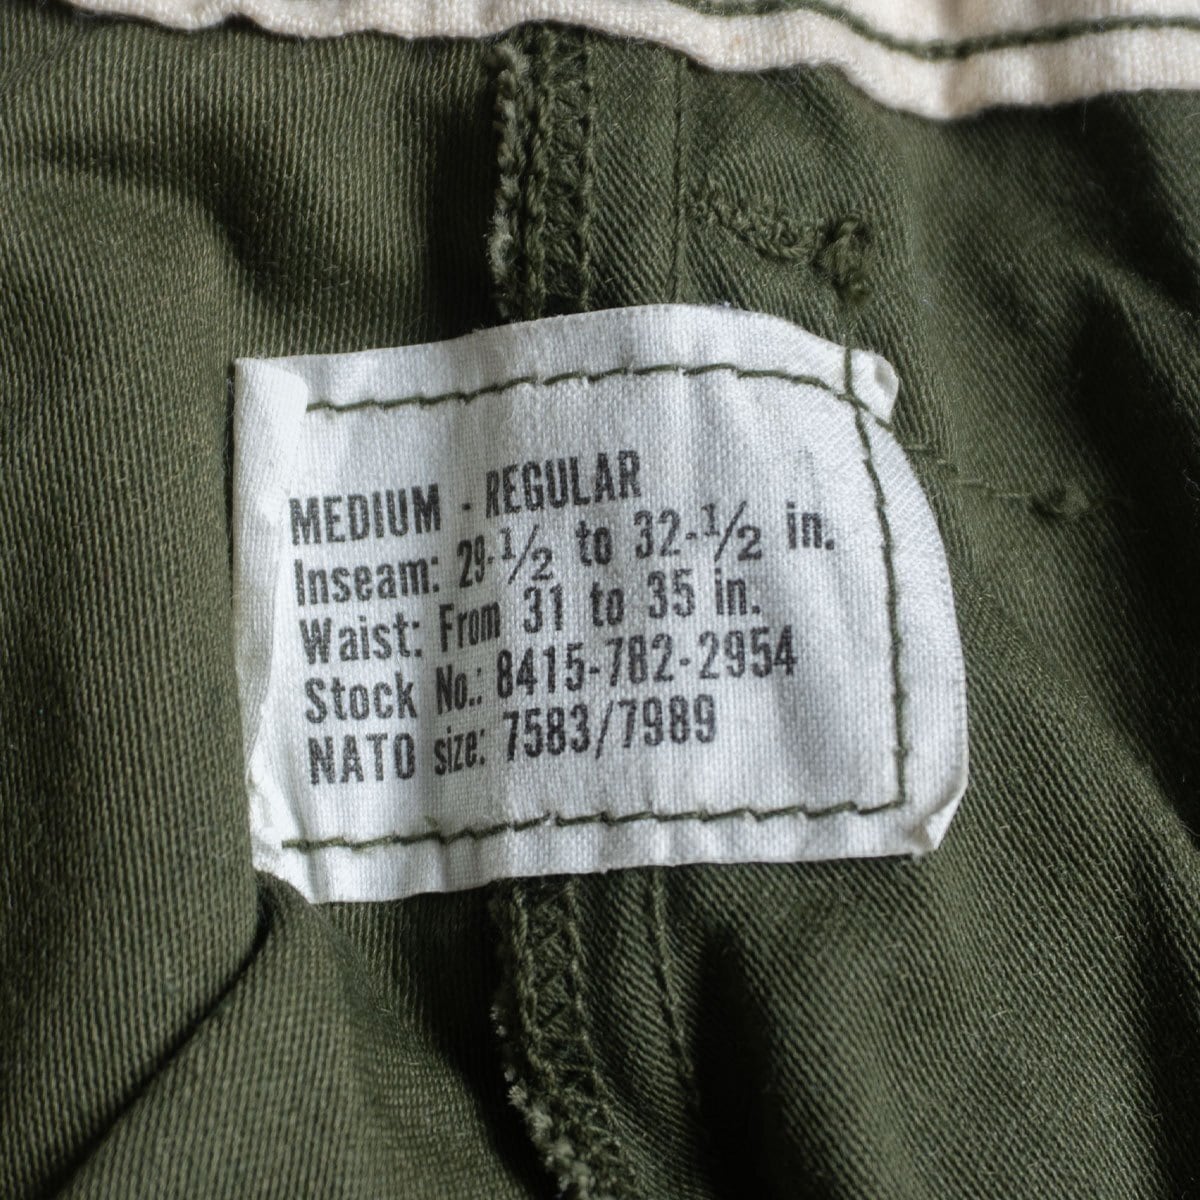 MEDIUM - REGULAR
Inseam: 29-1/2 to 32-1/2 in.
Waist: From 31 to 35 in.
Stock No.: 8415-782-2954
NATO size: 7583/7989